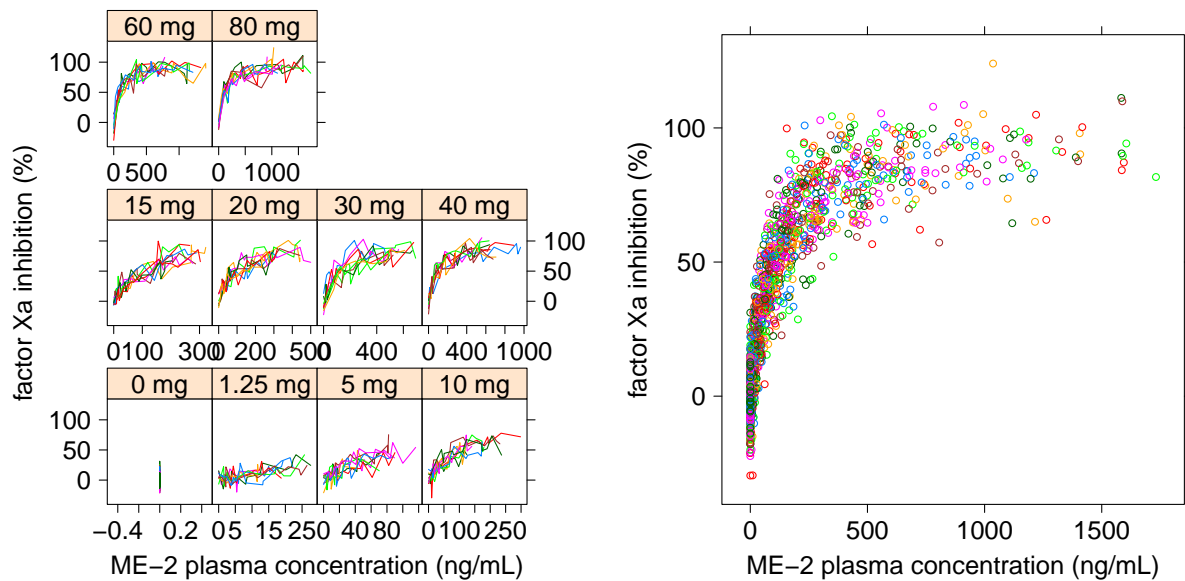 60 mg 80 mg
100
50
0
0 500 0 1000
15 mg 20 mg 30 mg 40 mg
100
50
0
0 100 300 0 200 500 0 400 0 400 1000
0 mg 1.25 mg 5 mg 10 mg
100
50
0
−0.4 0.2 0 5 15 25 0 40 80 0 100 250
factor Xa inhibition (%)
ME−2 plasma concentration (ng/mL)
factor Xa inhibition (%)
100
50
0
0 500 1000 1500
ME−2 plasma concentration (ng/mL)